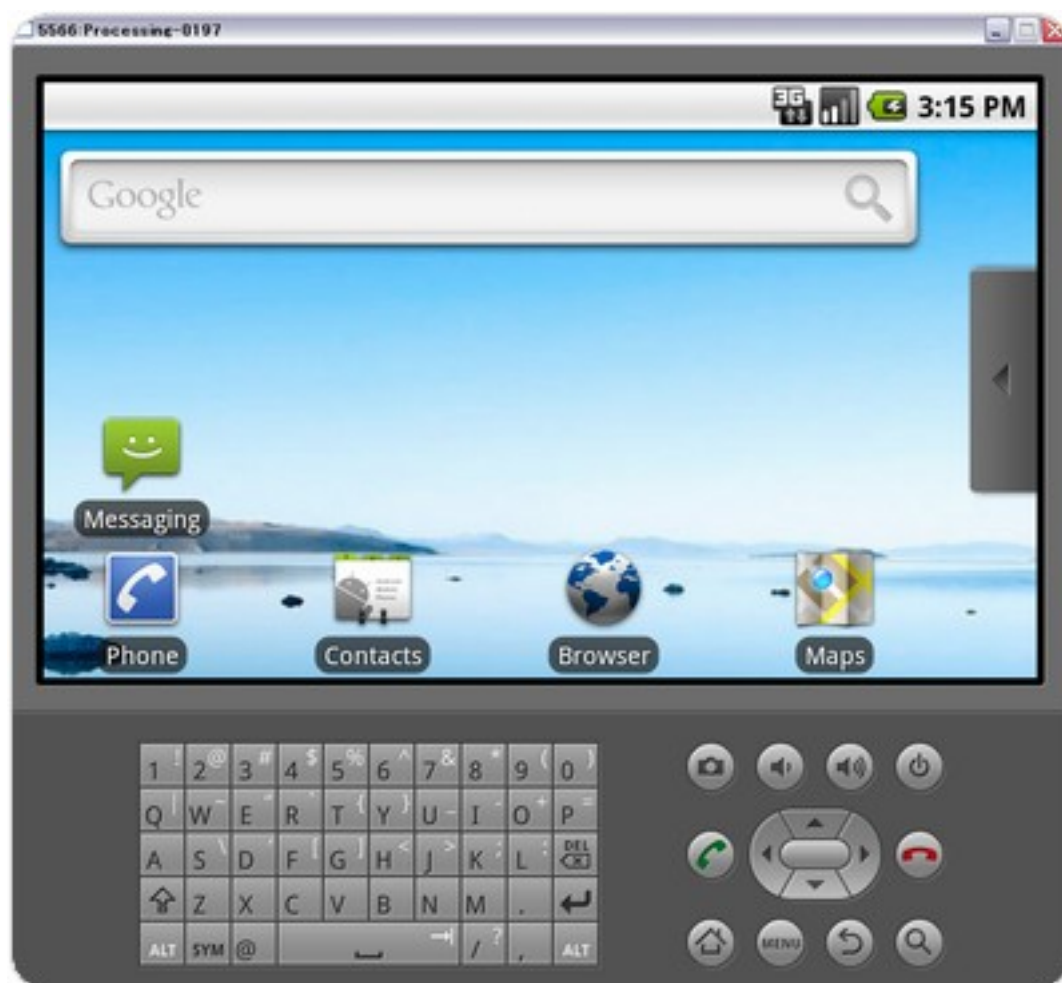 5566:Processing-0197
3G 3:15 PM
Google
Messaging
Phone Contacts Browser Maps
1 ! 2 @ 3 # 4 $ 5 % 6 ^ 7 & 8 * 9 ( 0 )
Q | W ~ E " R ` T { Y } U _ I - O + P =
A S \ D ' F [ G ] H < J > K ; L : DEL
Z X C V B N M .
ALT SYM @ / ? , ALT
MENU